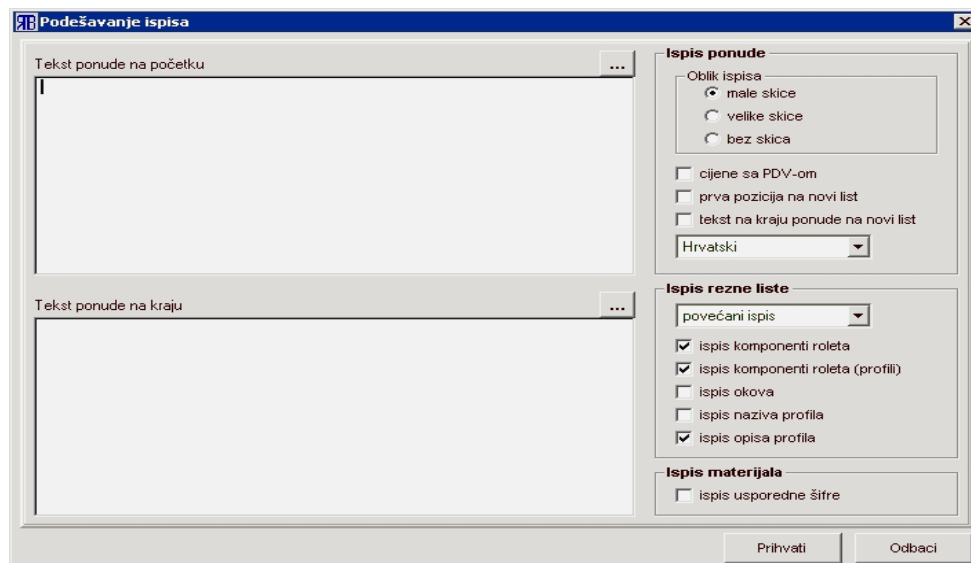 Podešavanje ispisa
Tekst ponude na početku
...
Tekst ponude na kraju
...
Ispis ponude
Oblik ispisa
male skice
velike skice
bez skica
cijene sa PDV-om
prva pozicija na novi list
tekst na kraju ponude na novi list
Hrvatski
Ispis rezne liste
povećani ispis
ispis komponenti roleta
ispis komponenti roleta (profili)
ispis okova
ispis naziva profila
ispis opisa profila
Ispis materijala
ispis usporedne šifre
Prihvati
Odbaci